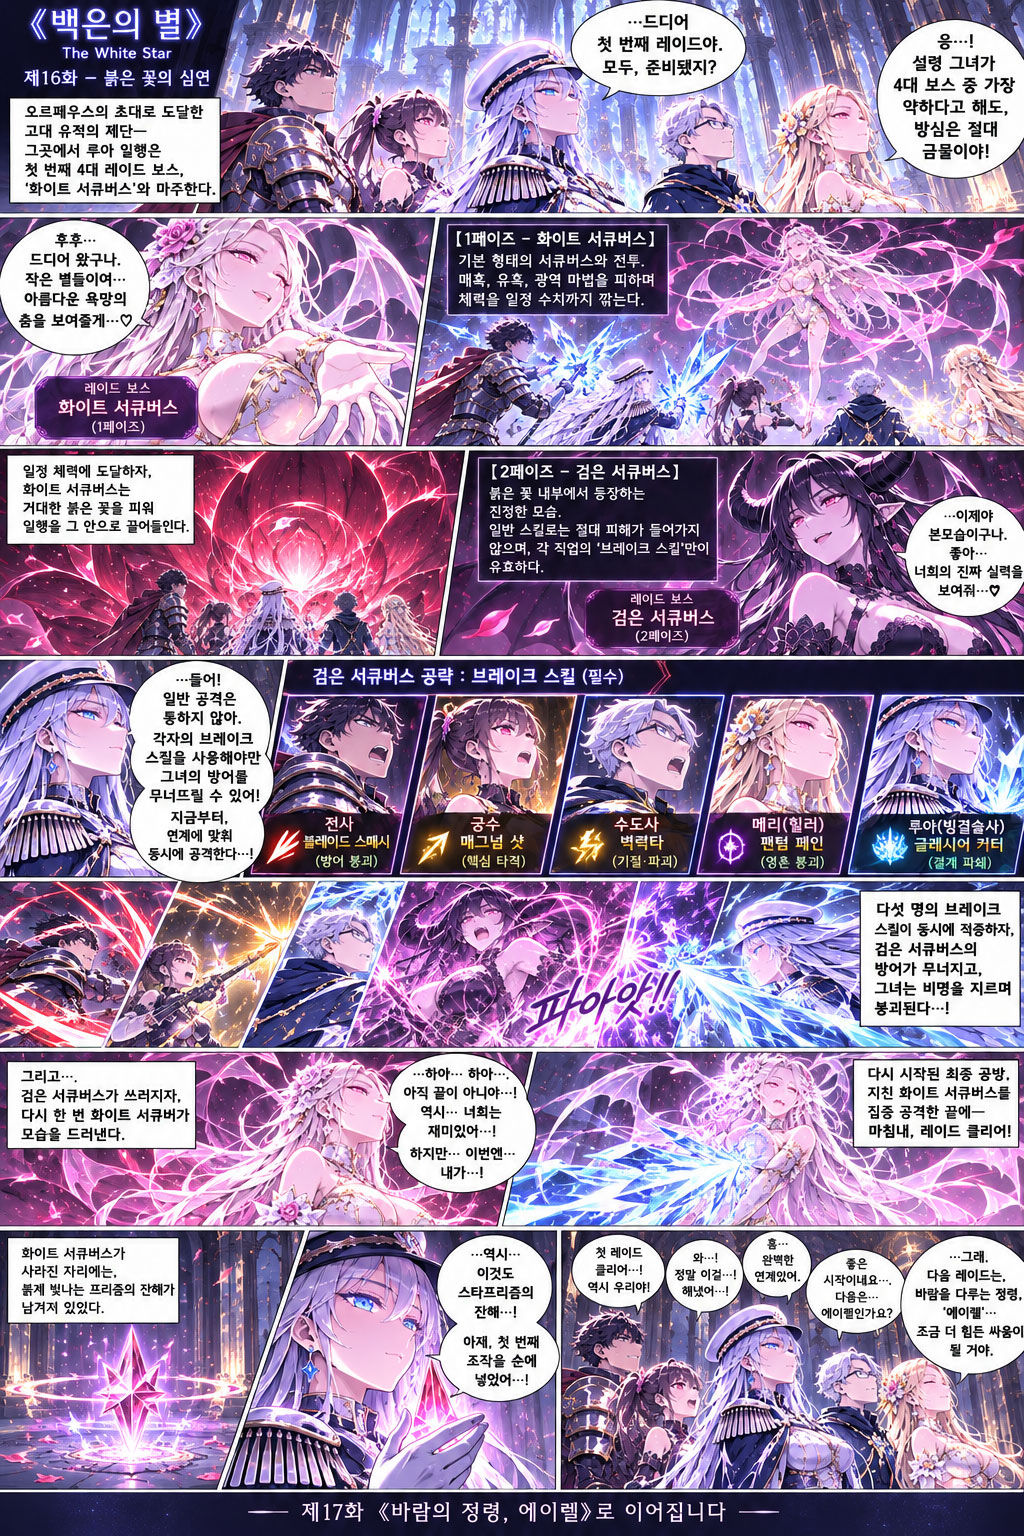 《백은의 별》
The White Star
제16화 – 붉은 꽃의 심연
오르페우스의 초대로 도달한
고대 유적의 제단—
그곳에서 루아 일행은
첫 번째 4대 레이드 보스,
'화이트 서큐버스'와 마주한다.
…드디어
첫 번째 레이드야.
모두, 준비됐지?
응…!
설령 그녀가
4대 보스 중 가장
약하다고 해도,
방심은 절대
금물이야!
후후…
드디어 왔구나.
작은 별들이여…
아름다운 욕망의
춤을 보여줄게…♡
레이드 보스
화이트 서큐버스
(1페이즈)
【1페이즈 – 화이트 서큐버스】
기본 형태의 서큐버스와 전투.
매혹, 유혹, 광역 마법을 피하며
체력을 일정 수치까지 깎는다.
일정 체력에 도달하자,
화이트 서큐버스는
거대한 붉은 꽃을 피워
일행을 그 안으로 끌어들인다.
【2페이즈 – 검은 서큐버스】
붉은 꽃 내부에서 등장하는
진정한 모습.
일반 스킬로는 절대 피해가 들어가지
않으며, 각 직업의 '브레이크 스킬'만이
유효하다.
레이드 보스
검은 서큐버스
(2페이즈)
…이제야
본모습이구나.
좋아…
너희의 진짜 실력을
보여줘…♡
…들어!
일반 공격은
통하지 않아.
각자의 브레이크
스질을 사용해야만
그녀의 방어를
무너뜨릴 수 있어!
지금부터,
연계에 맞춰
동시에 공격한다…!
검은 서큐버스 공략 : 브레이크 스킬 (필수)
전사
블레이드 스매시
(방어 붕괴)
궁수
매그넘 샷
(핵심 타격)
수도사
벽력타
(기절·파괴)
메리(힐러)
팬텀 페인
(영혼 붕괴)
루아(빙결술사)
글래시어 커터
(결계 파쇄)
파아앗!!
다섯 명의 브레이크
스킬이 동시에 적중하자,
검은 서큐버스의
방어가 무너지고,
그녀는 비명을 지르며
붕괴된다…!
그리고….
검은 서큐버스가 쓰러지자,
다시 한 번 화이트 서큐버가
모습을 드러낸다.
…하아… 하아…
아직 끝이 아니야…!
역시… 너희는
재미있어…!
하지만… 이번엔…
내가…!
다시 시작된 최종 공방,
지친 화이트 서큐버스를
집중 공격한 끝에—
마침내, 레이드 클리어!
화이트 서큐버스가
사라진 자리에는,
붉게 빛나는 프리즘의 잔해가
남겨져 있있다.
…역시…
이것도
스타프리즘의
잔해…!
아재, 첫 번째
조작을 순에
넣있어…!
첫 레이드
클리어…!
역시 우리야!
와…!
정말 이걸…!
해냈어…!
흠…
완벽한
연계았어.
좋은
시작이네요….
다음은…
에이렐인가요?
…그래.
다음 레이드는,
바람을 다루는 정령,
'에이렐'…
조금 더 힘든 싸움이
될 거야.
제17화 《바람의 정령, 에이렐》로 이어집니다